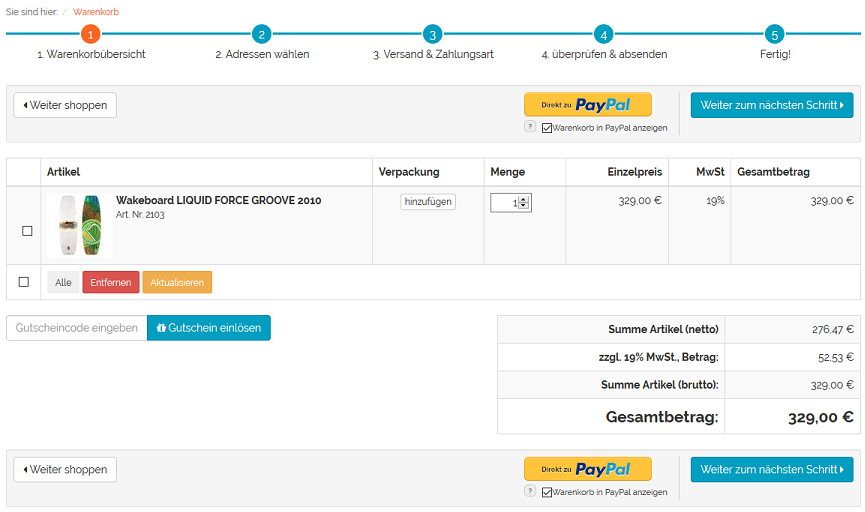 Sie sind hier: / Warenkorb
1 2 3 4 5
1. Warenkorbübersicht 2. Adressen wählen 3. Versand & Zahlungsart 4. überprüfen & absenden Fertig!
Weiter shoppen Direkt zu PayPal Weiter zum nächsten Schritt
? Warenkorb in PayPal anzeigen
Artikel Verpackung Menge Einzelpreis MwSt Gesamtbetrag
Wakeboard LIQUID FORCE GROOVE 2010 hinzufügen 1 329,00 € 19% 329,00 €
Art. Nr. 2103
Alle Entfernen Aktualisieren
Gutscheincode eingeben Gutschein einlösen
Summe Artikel (netto) 276,47 €
zzgl. 19% MwSt., Betrag: 52,53 €
Summe Artikel (brutto): 329,00 €
Gesamtbetrag: 329,00 €
Weiter shoppen Direkt zu PayPal Weiter zum nächsten Schritt
? Warenkorb in PayPal anzeigen